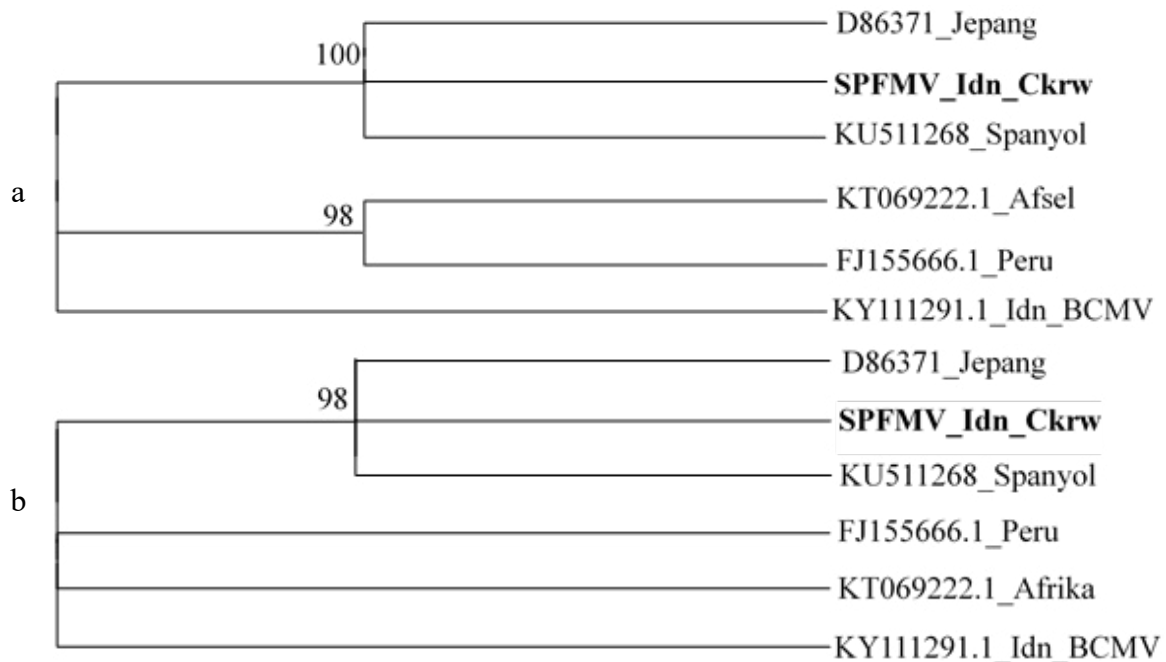 D86371_Jepang
100
SPFMV_Idn_Ckrw
KU511268_Spanyol
a
KT069222.1_Afsel
98
FJ155666.1_Peru
KY111291.1_Idn_BCMV
D86371_Jepang
98
SPFMV_Idn_Ckrw
KU511268_Spanyol
b
FJ155666.1_Peru
KT069222.1_Afrika
KY111291.1_Idn_BCMV